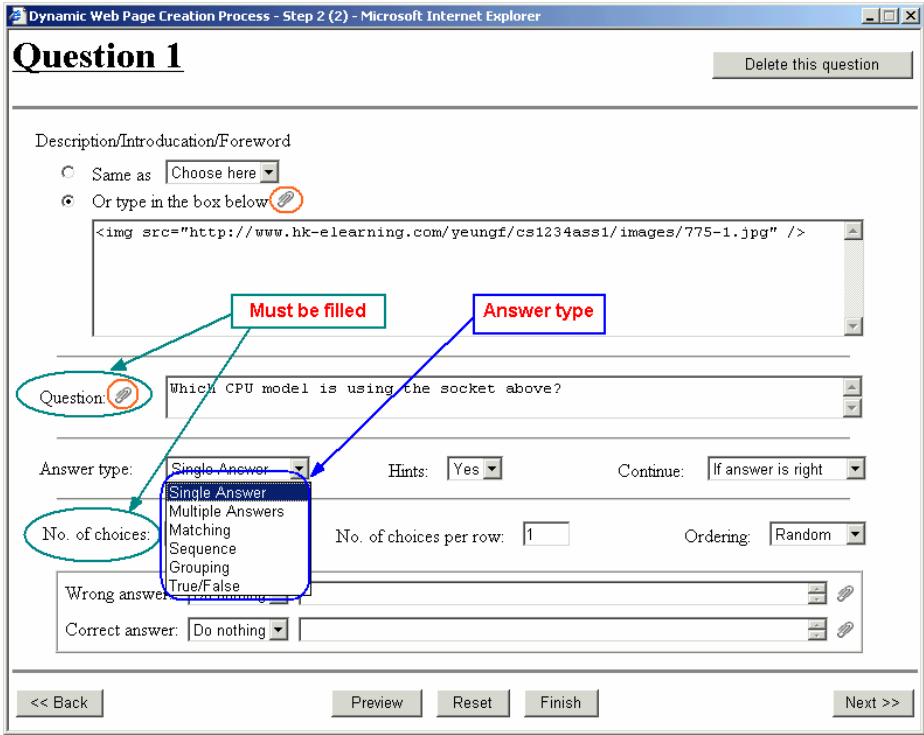 Dynamic Web Page Creation Process - Step 2 (2) - Microsoft Internet Explorer
Question 1
Delete this question
Description/Introducation/Foreword
Same as Choose here
Or type in the box below
<img src="http://www.hk-elearning.com/yeungf/cs1234ass1/images/775-1.jpg" />
Must be filled
Answer type
Question:
Which CPU model is using the socket above?
Answer type: Single Answer Hints: Yes Continue: If answer is right
Single Answer
Multiple Answers
Matching
Sequence
Grouping
True/False
No. of choices: No. of choices per row: 1 Ordering: Random
Wrong answer: Do nothing
Correct answer: Do nothing
<< Back Preview Reset Finish Next >>